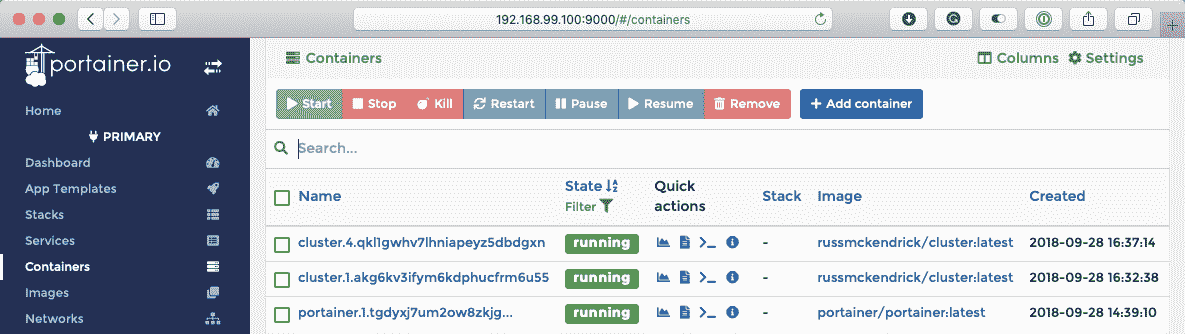 192.168.99.100:9000/#/containers
portainer.io
Home
PRIMARY
Dashboard
App Templates
Stacks
Services
Containers
Images
Networks
Containers
Columns Settings
Start Stop Kill Restart Pause Resume Remove + Add container
Search...
Name State Filter Quick actions Stack Image Created
cluster.4.qkl1gwhv7lhniapeyz5dbdgxn running - russmckendrick/cluster:latest 2018-09-28 16:37:14
cluster.1.akg6kv3ifym6kdphucfrm6u55 running - russmckendrick/cluster:latest 2018-09-28 16:32:38
portainer.1.tgdyxj7um2ow8zkjg... running - portainer/portainer:latest 2018-09-28 14:39:10